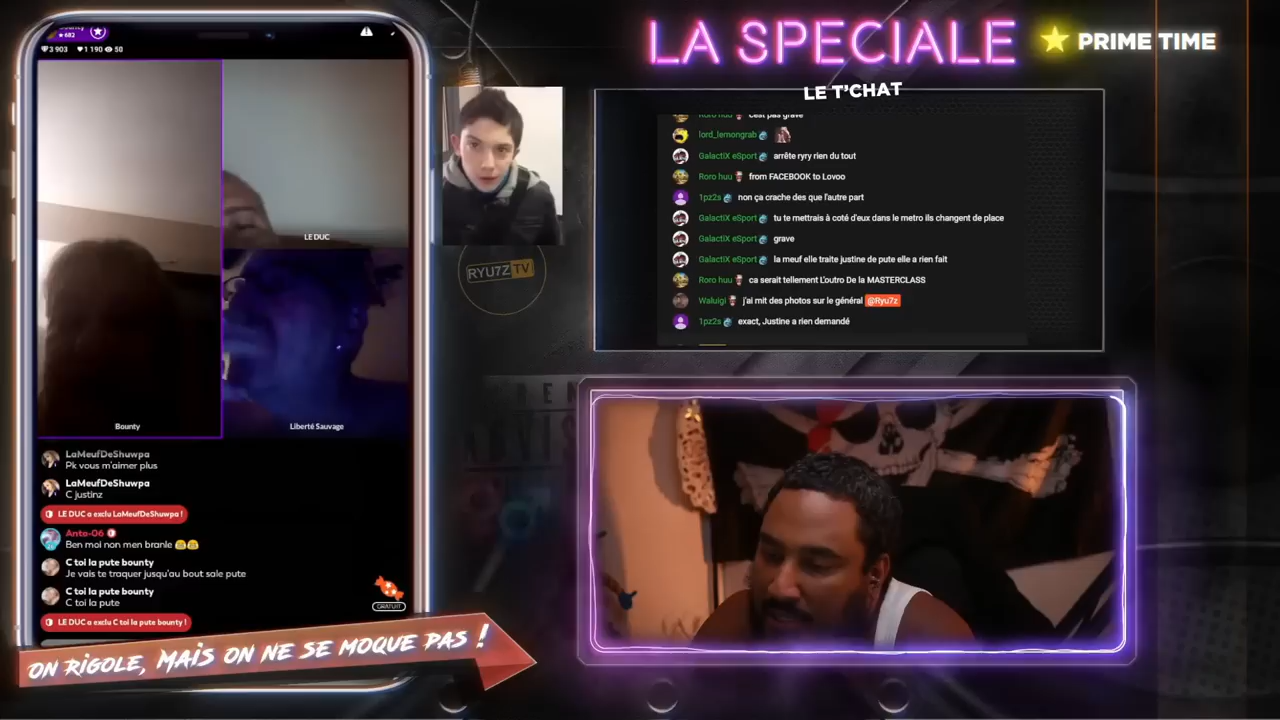 682
3 903 1 190 50
LE DUC
Bounty
Liberté Sauvage
LaMeufDeShuwpa
Pk vous m'aimer plus
LaMeufDeShuwpa
C justinz
LE DUC a exclu LaMeufDeShuwpa !
Anto-06
Ben moi non men branle
C toi la pute bounty
Je vais te traquer jusqu'au bout sale pute
C toi la pute bounty
C toi la pute
LE DUC a exclu C toi la pute bounty !
GRATUIT
ON RIGOLE, MAIS ON NE SE MOQUE PAS !
RYU7Z TV
LA SPECIALE
PRIME TIME
LE T'CHAT
Roro huu c'est pas grave
lord_lemongrab
GalactiX eSport arrête ryry rien du tout
Roro huu from FACEBOOK to Lovoo
1pz2s non ça crache des que l'autre part
GalactiX eSport tu te mettrais à coté d'eux dans le metro ils changent de place
GalactiX eSport grave
GalactiX eSport la meuf elle traite justine de pute elle a rien fait
Roro huu ca serait tellement L'outro De la MASTERCLASS
Waluigi j'ai mit des photos sur le général @Ryu7z
1pz2s exact, Justine a rien demandé